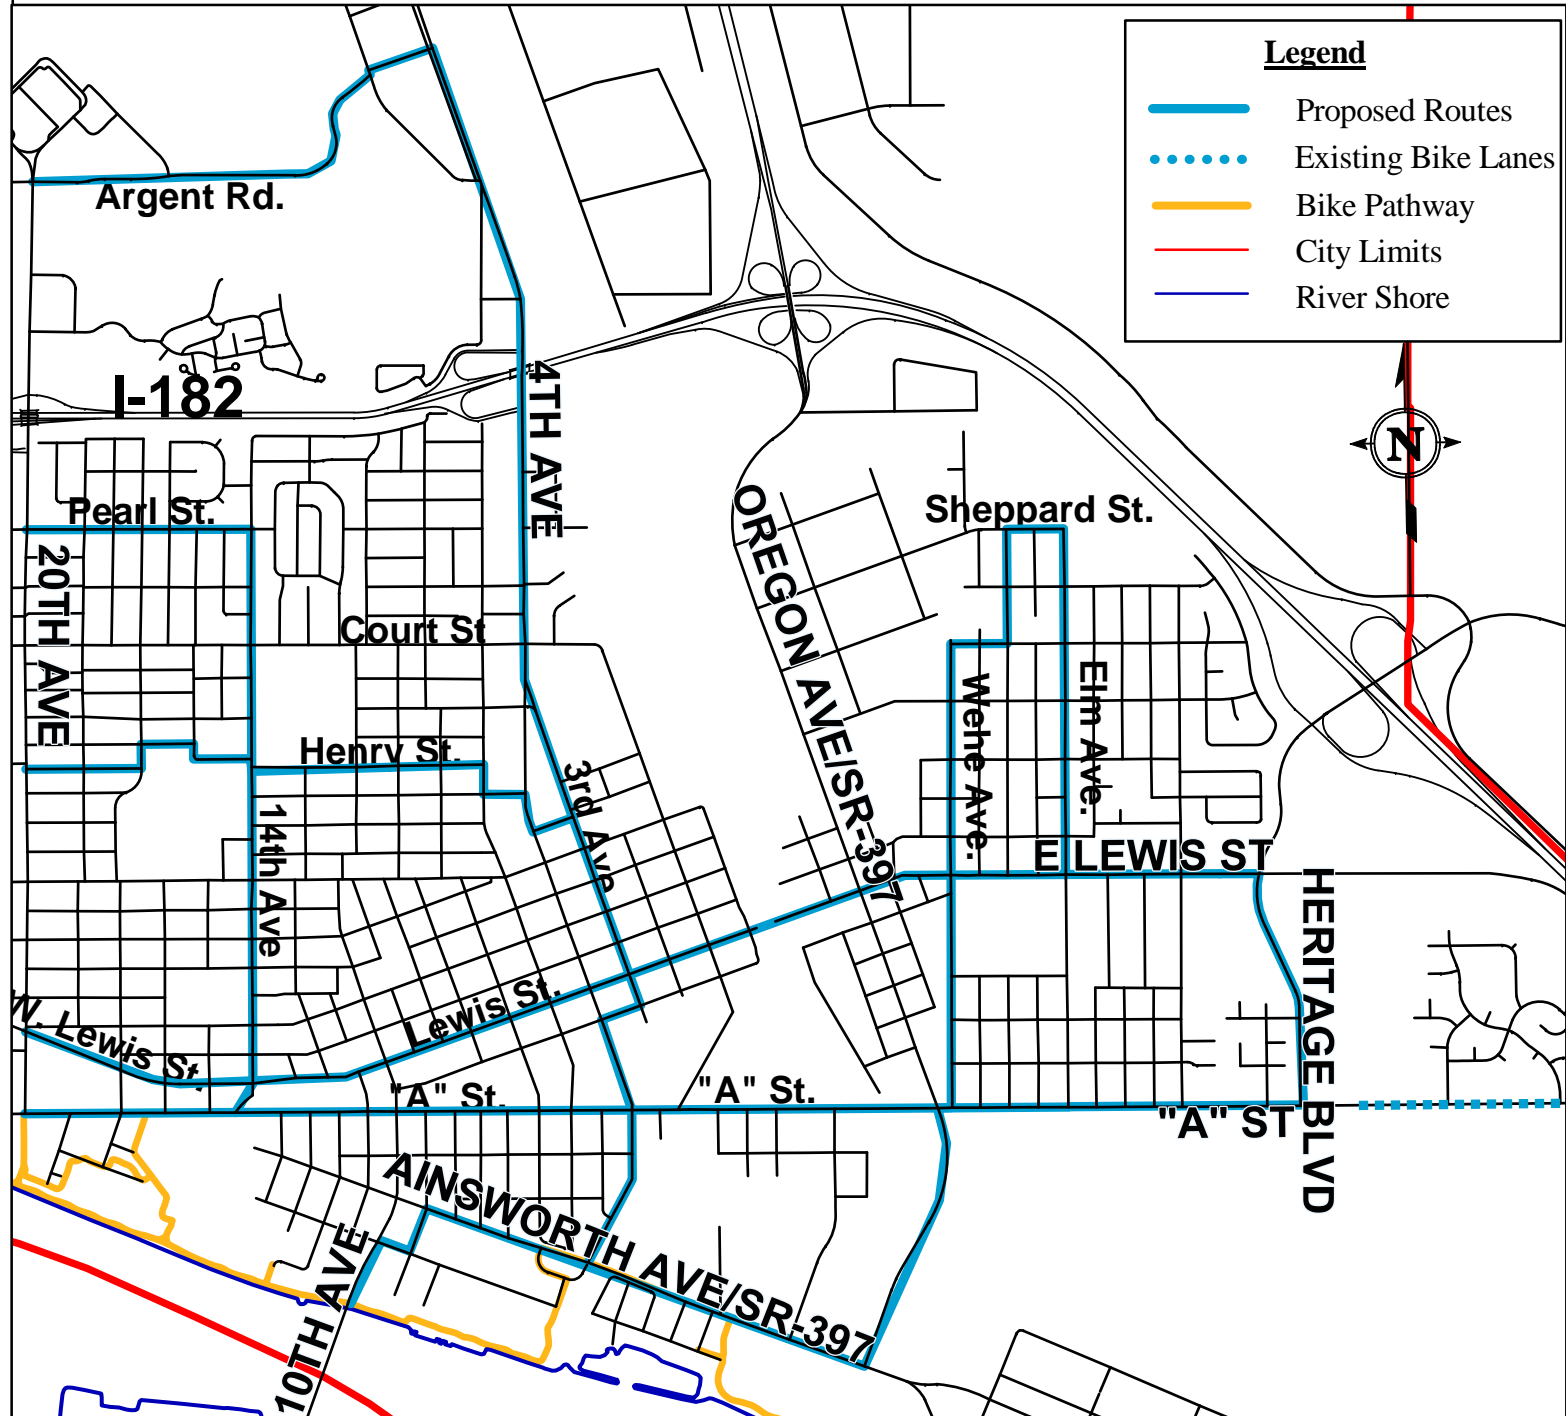 Legend
Proposed Routes
Existing Bike Lanes
Bike Pathway
City Limits
River Shore
Argent Rd.
I-182
4TH AVE
N
Pearl St.
OREGON AVE/SR-397
Sheppard St.
20TH AVE
Court St
Wehe Ave.
Elm Ave.
Henry St.
3rd Ave
14th Ave
E LEWIS ST
HERITAGE BLVD
W. Lewis St.
Lewis St.
"A" St.
"A" St.
"A" ST
AINSWORTH AVE/SR-397
10TH AVE